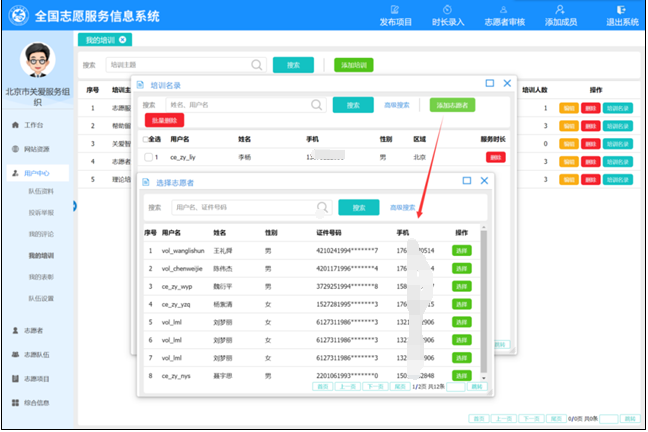 全国志愿服务信息系统
发布项目 时长录入 志愿者审核 添加成员 退出系统
北京市关爱服务组织
工作台
网站资源
用户中心
队伍资料
投诉举报
我的评论
我的培训
我的表彰
队伍设置
志愿者
志愿队伍
志愿项目
综合信息
我的培训
搜索 培训主题 搜索 添加培训
序号 培训主 培训人数 操作
1 志愿服 1 编辑 删除 培训名录
2 帮助服 3 编辑 删除 培训名录
3 关爱智 0 编辑 删除 培训名录
4 志愿者 3 编辑 删除 培训名录
5 理论培 3 编辑 删除 培训名录
培训名录
搜索 姓名、用户名 搜索 高级搜索 添加志愿者
批量删除
全选 用户名 姓名 手机 性别 区域 服务时长
1 ce_zy_liy 李杨 男 北京 删除
选择志愿者
搜索 用户名、证件号码 搜索 高级搜索
序号 用户名 姓名 性别 证件号码 手机 操作
1 vol_wanglishun 王礼舜 男 4210241994*******7 176 0514 选择
2 vol_chenweijie 陈伟杰 男 4201171996*******4 176 4 选择
3 ce_zy_wyp 魏衍平 男 3729251994*******8 158 7 选择
4 ce_zy_yzq 杨紫清 女 1527281995*******3 176 15 选择
5 vol_lml 刘梦丽 女 6127311986*******3 132 906 选择
6 vol_lml 刘梦丽 女 6127311986*******3 132 906 选择
7 vol_lml 刘梦丽 女 6127311986*******3 132 906 选择
8 ce_zy_nys 聂宇思 男 2201061993*******0 150 2848 选择
首页 上一页 下一页 尾页 1/2页 共12条 跳转
跳转
首页 上一页 下一页 尾页 0/0页 共0条 跳转